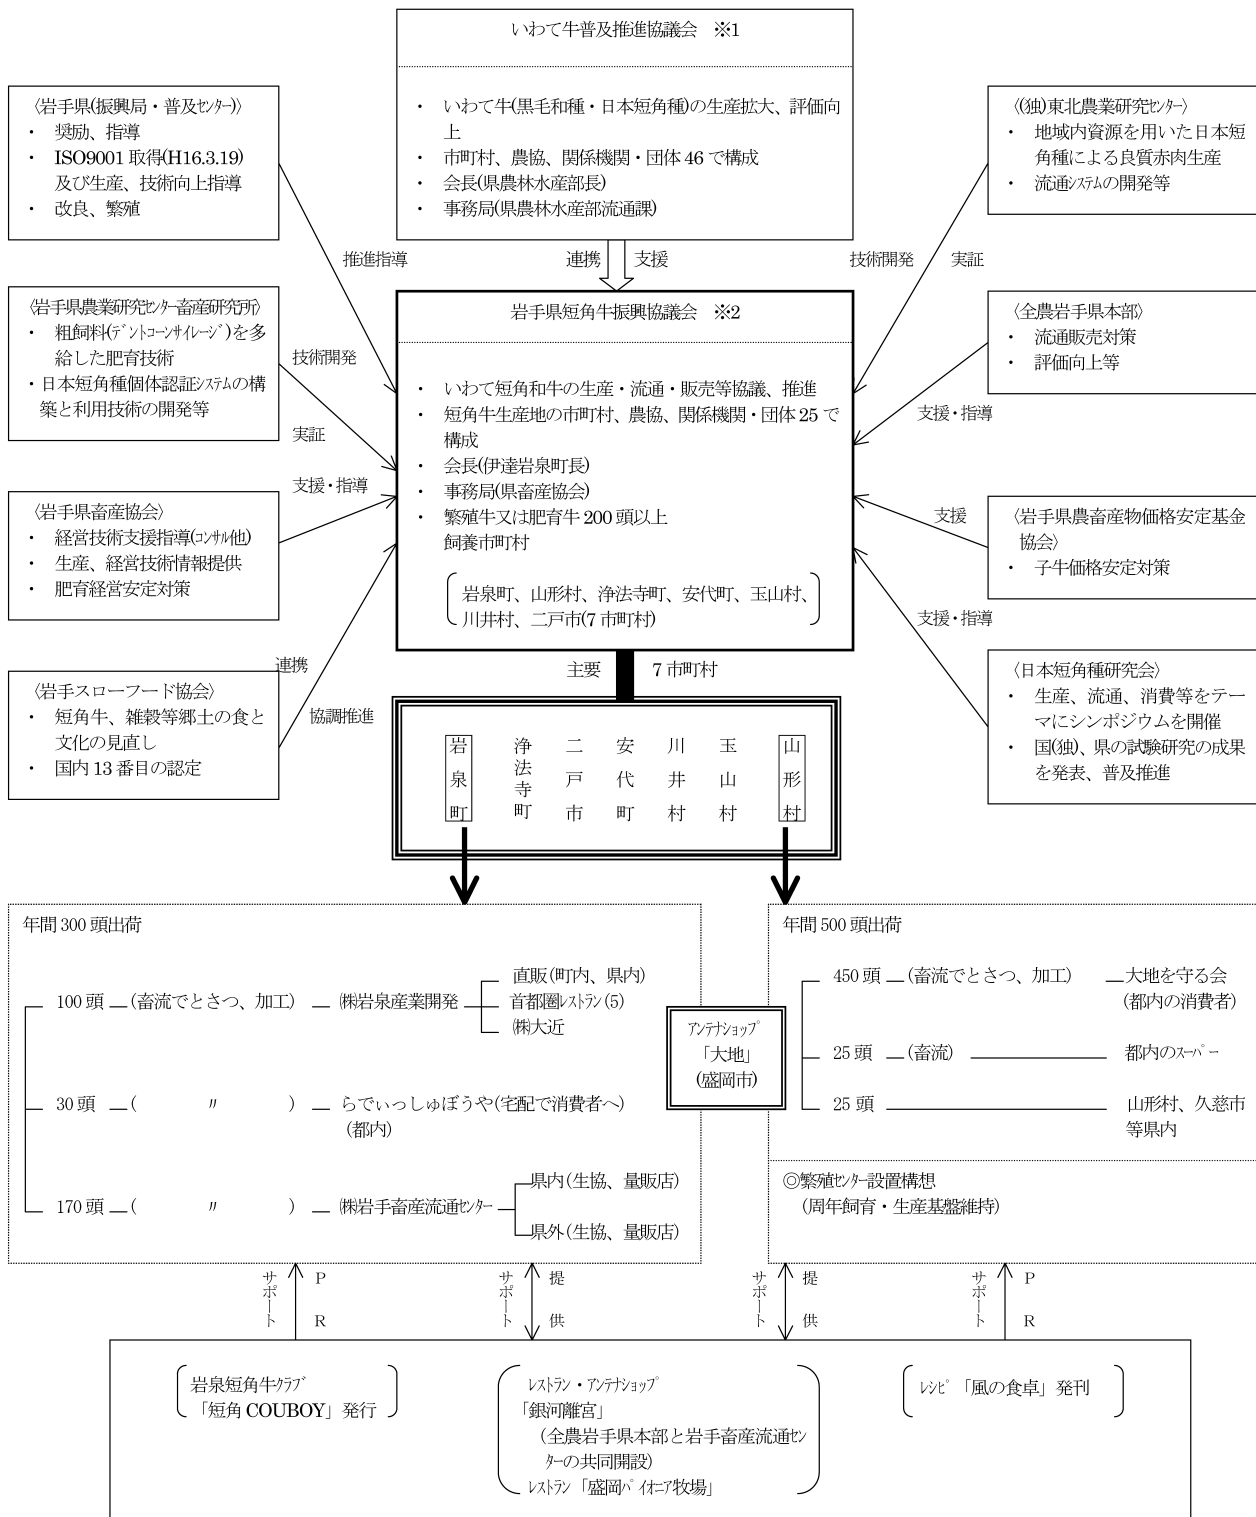 いわて牛普及推進協議会　※1
・　いわて牛(黒毛和種・日本短角種)の生産拡大、評価向
上
・　市町村、農協、関係機関・団体 46 で構成
・　会長(県農林水産部長)
・　事務局(県農林水産部流通課)
〈岩手県(振興局・普及ｾﾝﾀｰ)〉
・　奨励、指導
・　ISO9001 取得(H16.3.19)
及び生産、技術向上指導
・　改良、繁殖
推進指導
〈(独)東北農業研究ｾﾝﾀｰ〉
・　地域内資源を用いた日本短
角種による良質赤肉生産
・　流通ｼｽﾃﾑの開発等
技術開発　実証
連携　支援
〈岩手県農業研究ｾﾝﾀｰ畜産研究所〉
・　粗飼料(ﾃﾞﾝﾄｺｰﾝｻｲﾚｰｼﾞ)を多
給した肥育技術
・日本短角種個体認証ｼｽﾃﾑの構
築と利用技術の開発等
技術開発
実証
岩手県短角牛振興協議会　※2
・　いわて短角和牛の生産・流通・販売等協議、推進
・　短角牛生産地の市町村、農協、関係機関・団体 25 で
構成
・　会長(伊達岩泉町長)
・　事務局(県畜産協会)
・　繁殖牛又は肥育牛 200 頭以上
飼養市町村
岩泉町、山形村、浄法寺町、安代町、玉山村、
川井村、二戸市(7 市町村)
〈全農岩手県本部〉
・　流通販売対策
・　評価向上等
支援・指導
〈岩手県畜産協会〉
・　経営技術支援指導(ｺﾝｻﾙ他)
・　生産、経営技術情報提供
・　肥育経営安定対策
支援・指導
〈岩手県農畜産物価格安定基金
協会〉
・　子牛価格安定対策
支援
〈岩手スローフード協会〉
・　短角牛、雑穀等郷土の食と
文化の見直し
・　国内 13 番目の認定
連携
協調推進
〈日本短角種研究会〉
・　生産、流通、消費等をテー
マにシンポジウムを開催
・　国(独)、県の試験研究の成果
を発表、普及推進
支援・指導
主要　7 市町村
岩泉町
浄法寺町
二戸市
安代町
川井村
玉山村
山形村
年間 300 頭出荷
100 頭　(畜流でとさつ、加工)　㈱岩泉産業開発
直販(町内、県内)
首都圏ﾚｽﾄﾗﾝ(5)
㈱大近
30 頭　(　〃　)　らでぃっしゅぼうや(宅配で消費者へ)
(都内)
170 頭　(　〃　)　㈱岩手畜産流通ｾﾝﾀｰ
県内(生協、量販店)
県外(生協、量販店)
ｱﾝﾃﾅｼｮｯﾌﾟ
「大地」
(盛岡市)
年間 500 頭出荷
450 頭　(畜流でとさつ、加工)　大地を守る会
(都内の消費者)
25 頭　(畜流)　都内のｽｰﾊﾟｰ
25 頭　山形村、久慈市
等県内
◎繁殖ｾﾝﾀｰ設置構想
(周年飼育・生産基盤維持)
サポート　PR
サポート　提供
サポート　提供
サポート　PR
岩泉短角牛ｸﾗﾌﾞ
「短角 COUBOY」発行
ﾚｽﾄﾗﾝ・ｱﾝﾃﾅｼｮｯﾌﾟ
「銀河離宮」
(全農岩手県本部と岩手畜産流通ｾﾝ
ﾀｰの共同開設)
ﾚｽﾄﾗﾝ「盛岡ﾊﾟｲｵﾆｱ牧場」
ﾚｼﾋﾟ「風の食卓」発刊